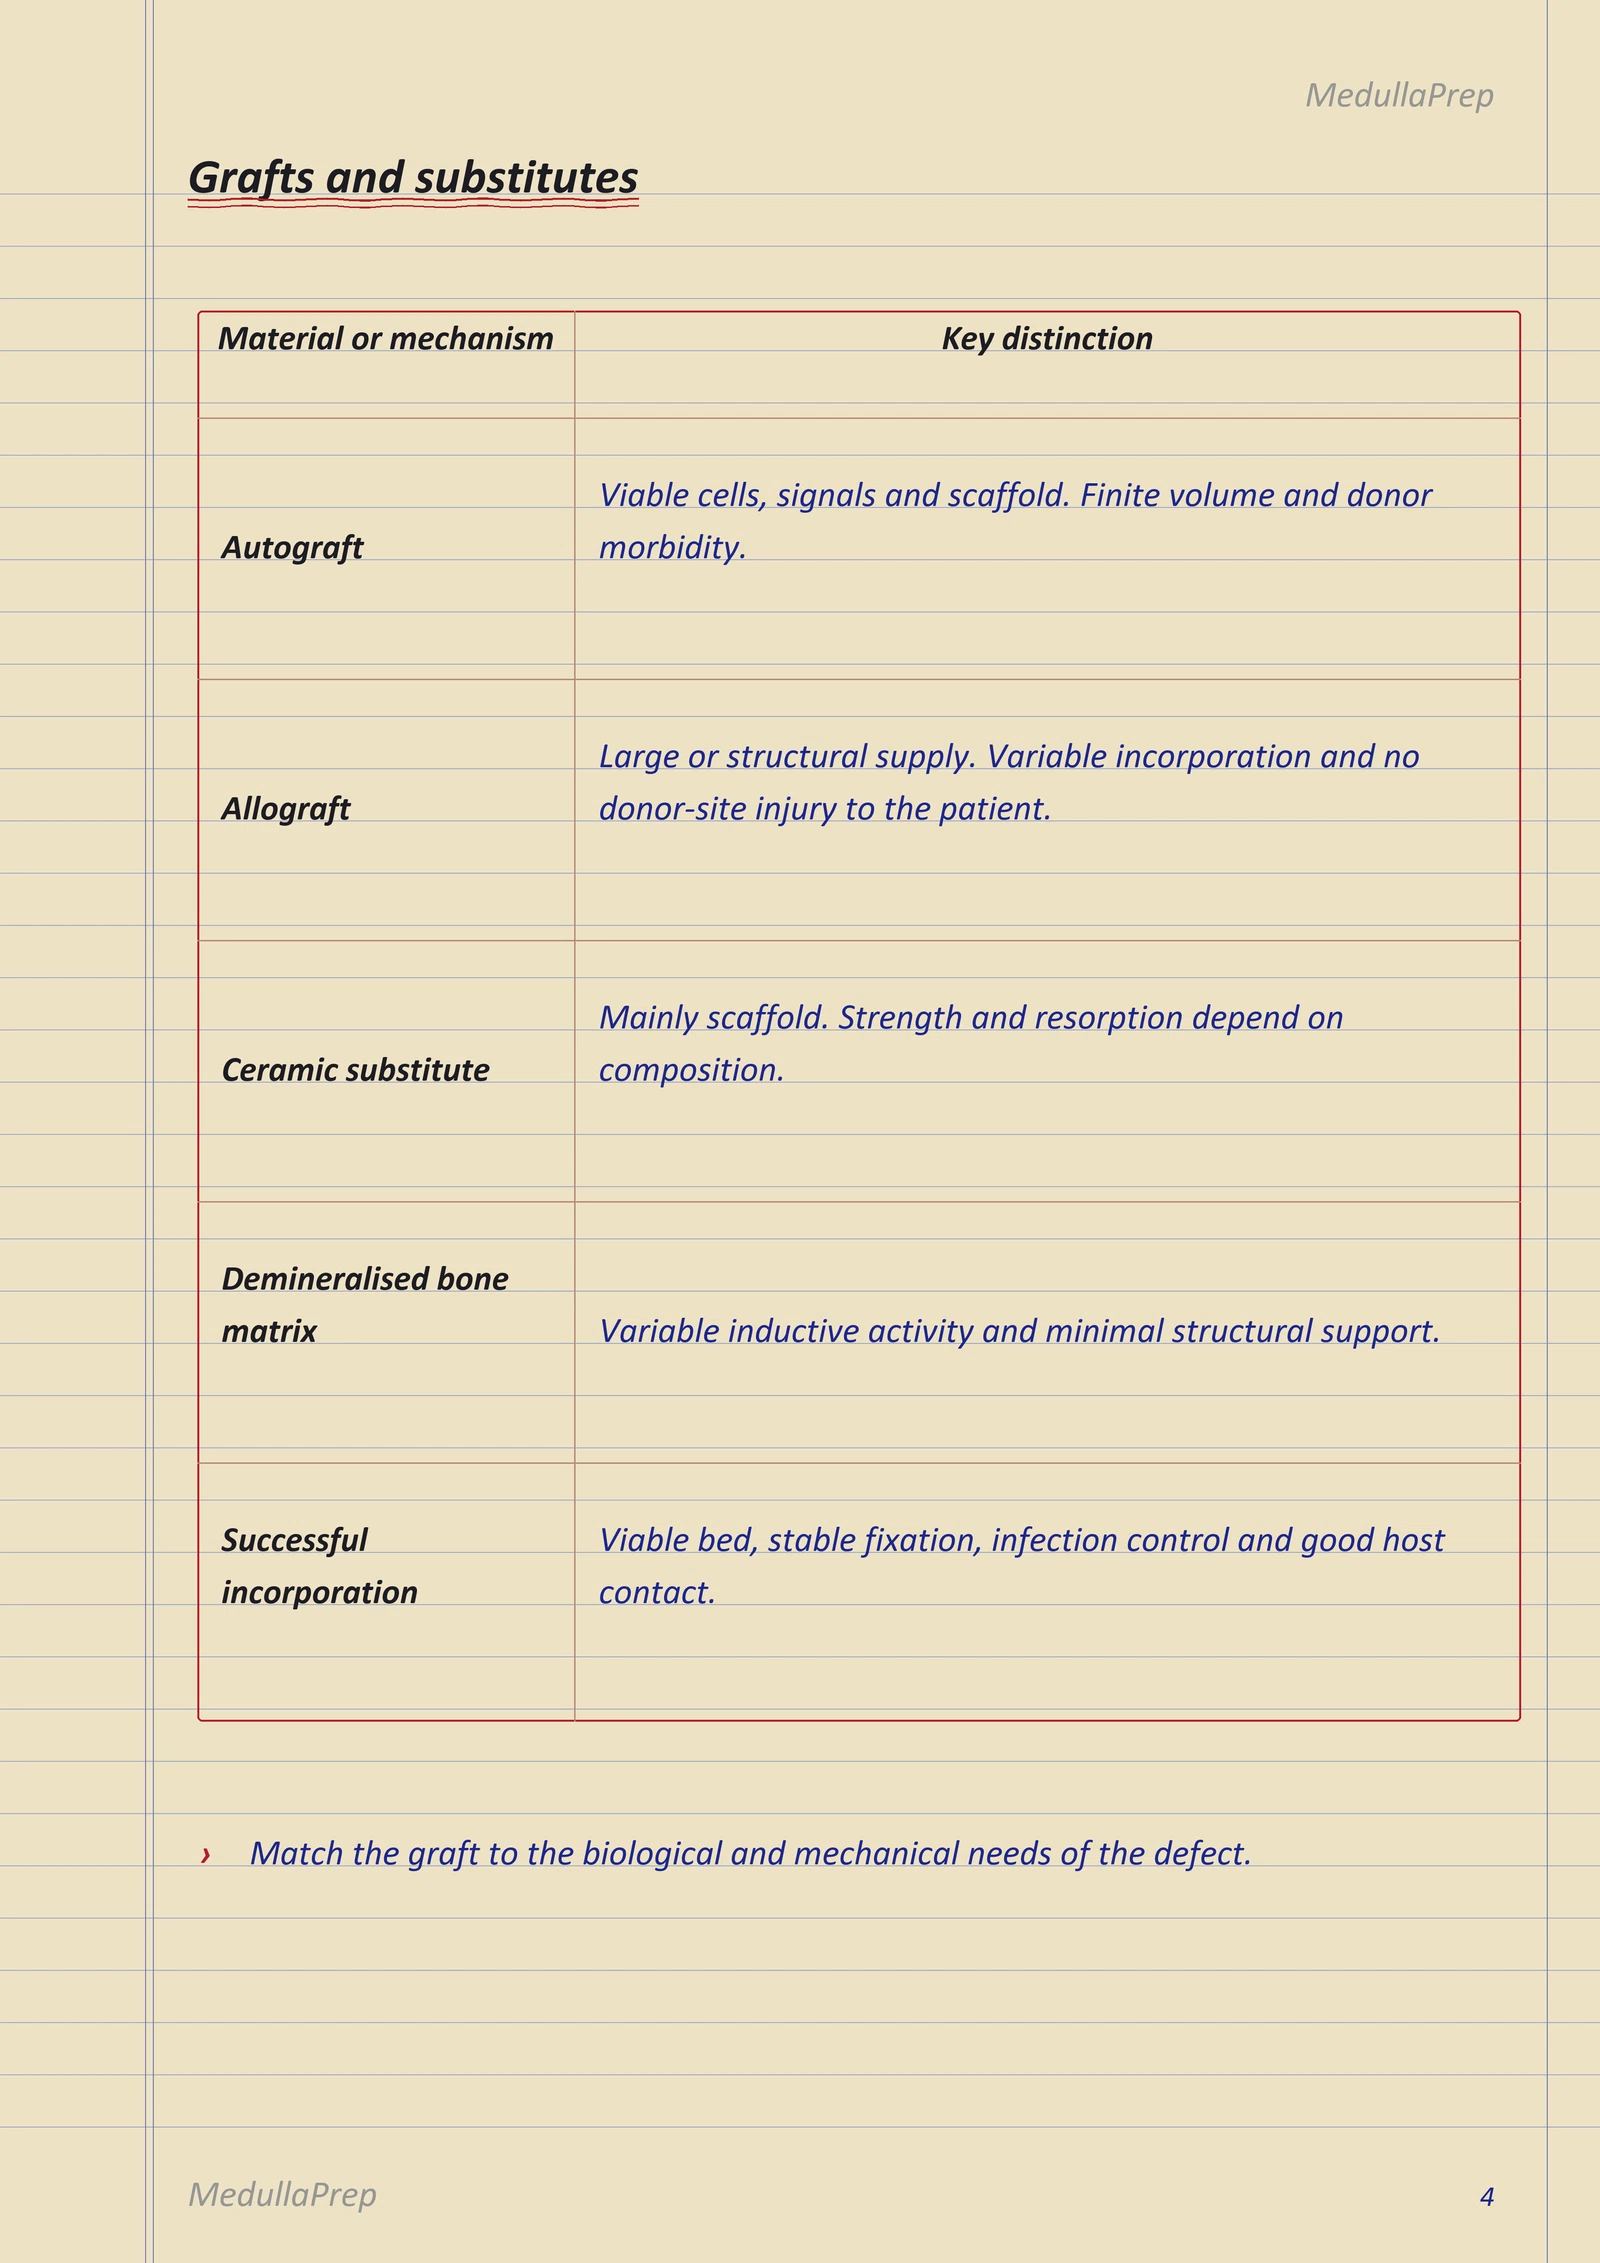 MedullaPrep
Grafts and substitutes
Material or mechanism
Key distinction
Autograft
Viable cells, signals and scaffold. Finite volume and donor
morbidity.
Allograft
Large or structural supply. Variable incorporation and no
donor-site injury to the patient.
Ceramic substitute
Mainly scaffold. Strength and resorption depend on
composition.
Demineralised bone
matrix
Variable inductive activity and minimal structural support.
Successful
incorporation
Viable bed, stable fixation, infection control and good host
contact.
› Match the graft to the biological and mechanical needs of the defect.
MedullaPrep
4